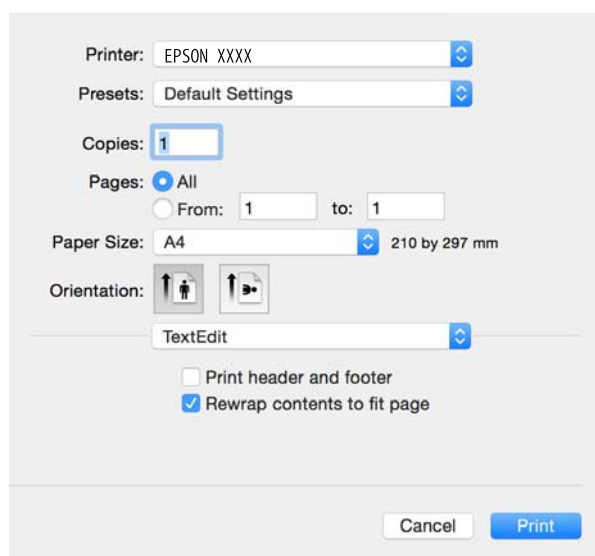 Printer: EPSON XXXX
Presets: Default Settings
Copies: 1
Pages: All
From: 1 to: 1
Paper Size: A4 210 by 297 mm
Orientation:
TextEdit
Print header and footer
Rewrap contents to fit page
Cancel Print